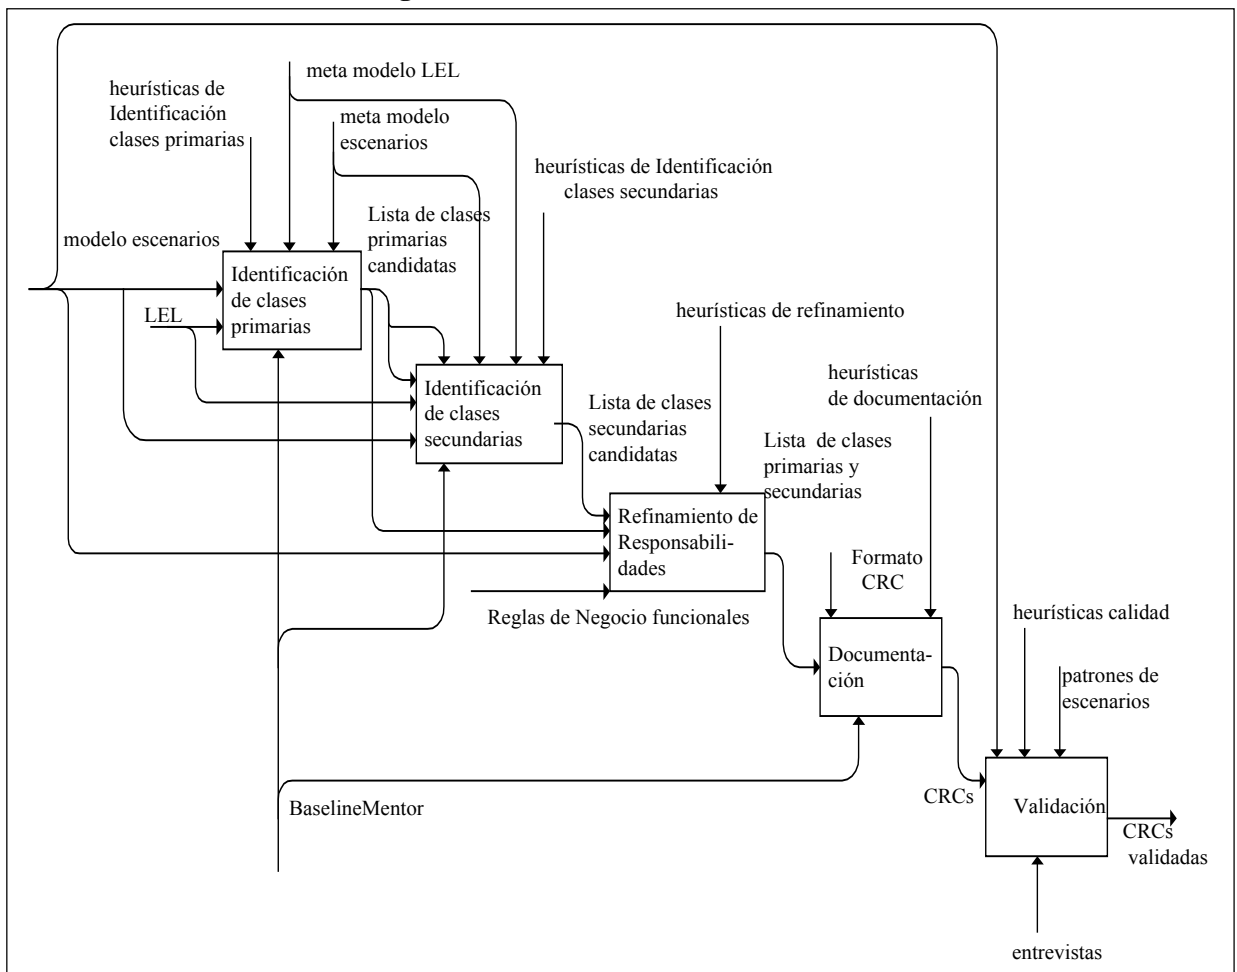 meta modelo LEL
heurísticas de
Identificación
clases primarias
meta modelo
escenarios
heurísticas de Identificación
clases secundarias
Lista de clases
primarias
candidatas
modelo escenarios
Identificación
de clases
primarias
LEL
heurísticas de refinamiento
Identificación
de clases
secundarias
heurísticas
de documentación
Lista de clases
secundarias
candidatas
Lista de clases
primarias y
secundarias
Refinamiento de
Responsabili-
dades
Formato
CRC
Reglas de Negocio funcionales
heurísticas calidad
Documenta-
ción
patrones de
escenarios
BaselineMentor
CRCs
Validación
CRCs
validadas
entrevistas